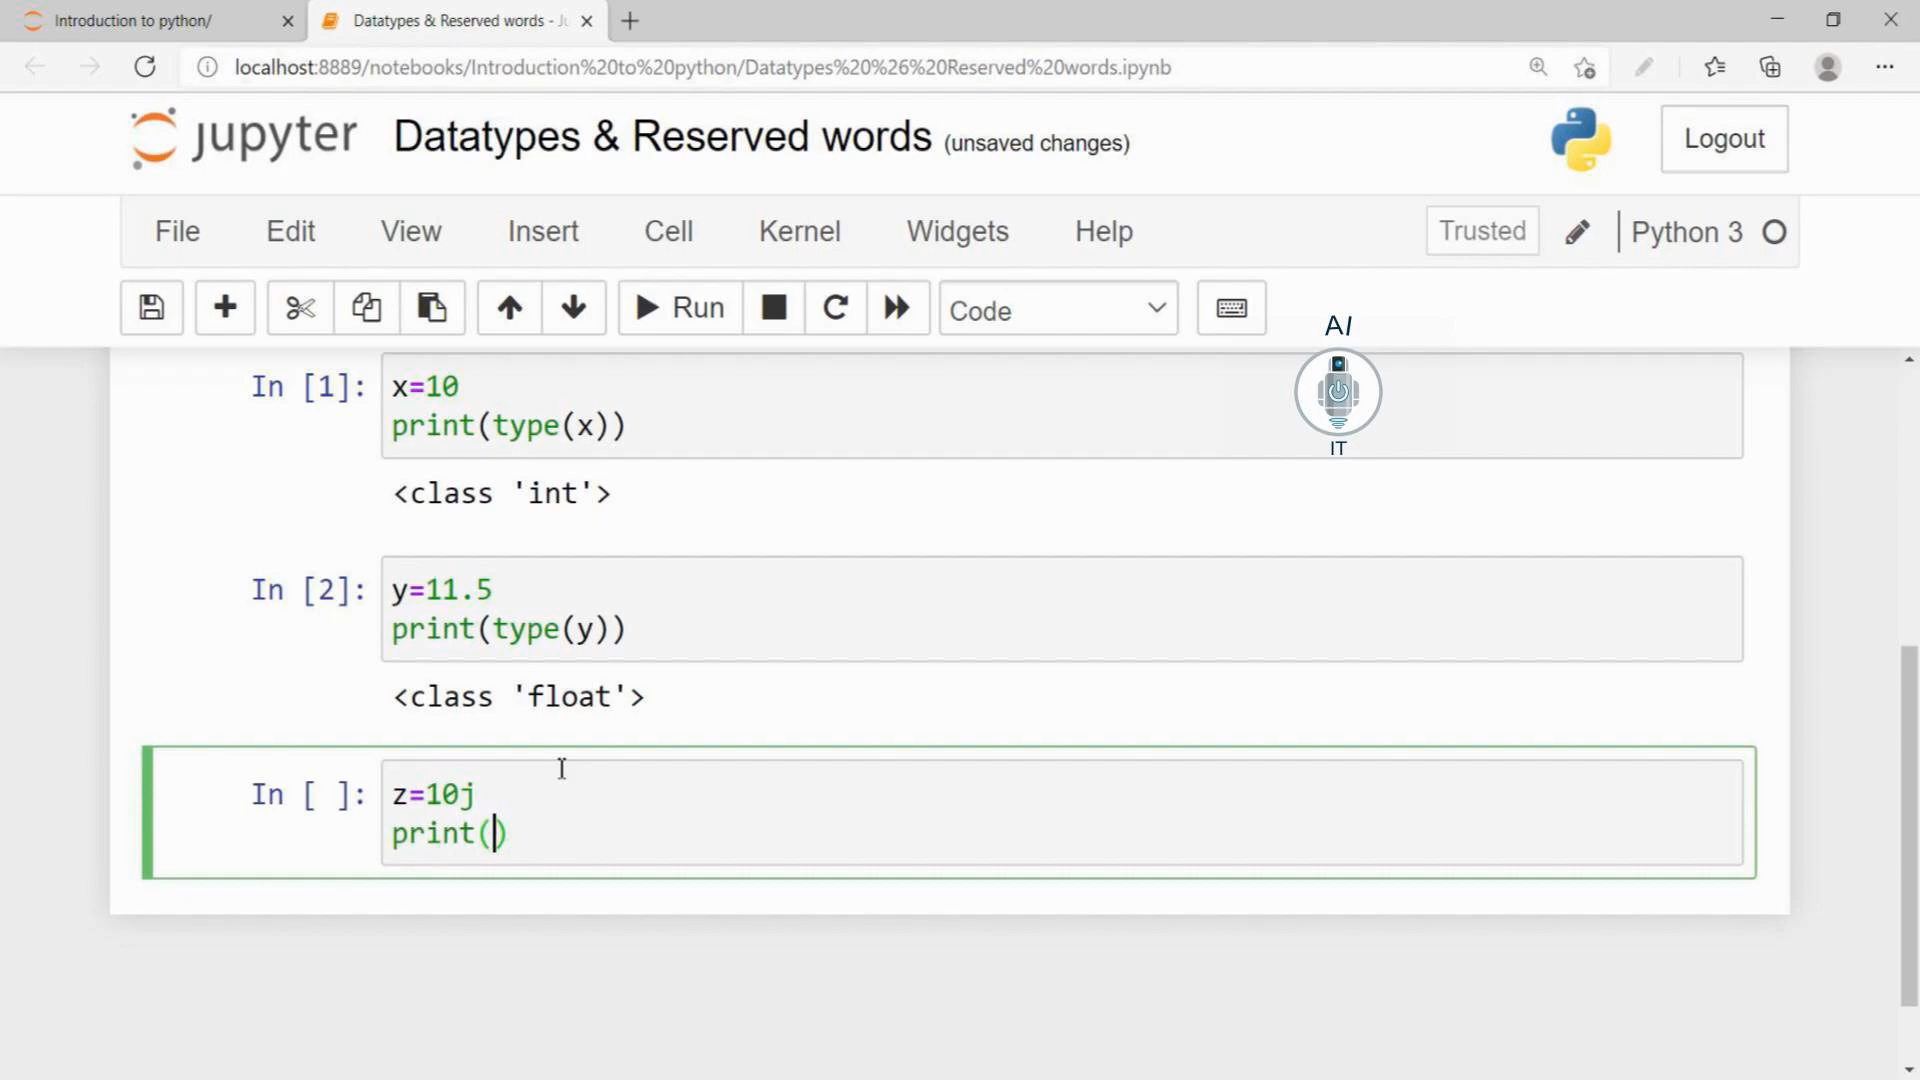 Introduction to python/
Datatypes & Reserved words - Ju
localhost:8889/notebooks/Introduction%20to%20python/Datatypes%20%26%20Reserved%20words.ipynb
jupyter Datatypes & Reserved words (unsaved changes)
Logout
File Edit View Insert Cell Kernel Widgets Help
Trusted
Python 3
Run
Code
AI
IT
In [1]: x=10
print(type(x))
<class 'int'>
In [2]: y=11.5
print(type(y))
<class 'float'>
In [ ]: z=10j
print()